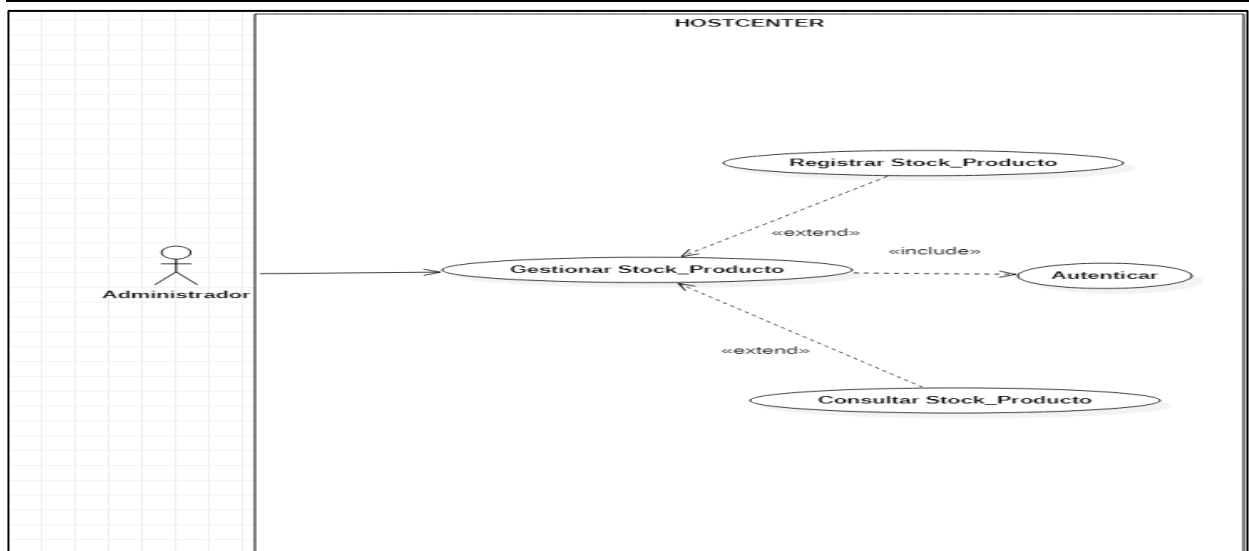 HOSTCENTER
Registrar Stock_Producto
«extend»
«include»
Gestionar Stock_Producto
Autenticar
Administrador
«extend»
Consultar Stock_Producto